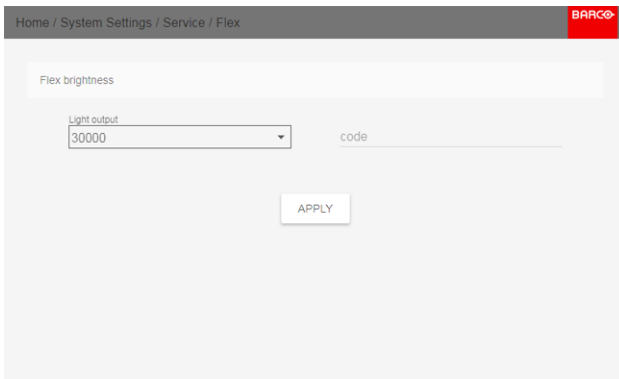 Home / System Settings / Service / Flex
BARCO
Flex brightness
Light output
30000
code
APPLY